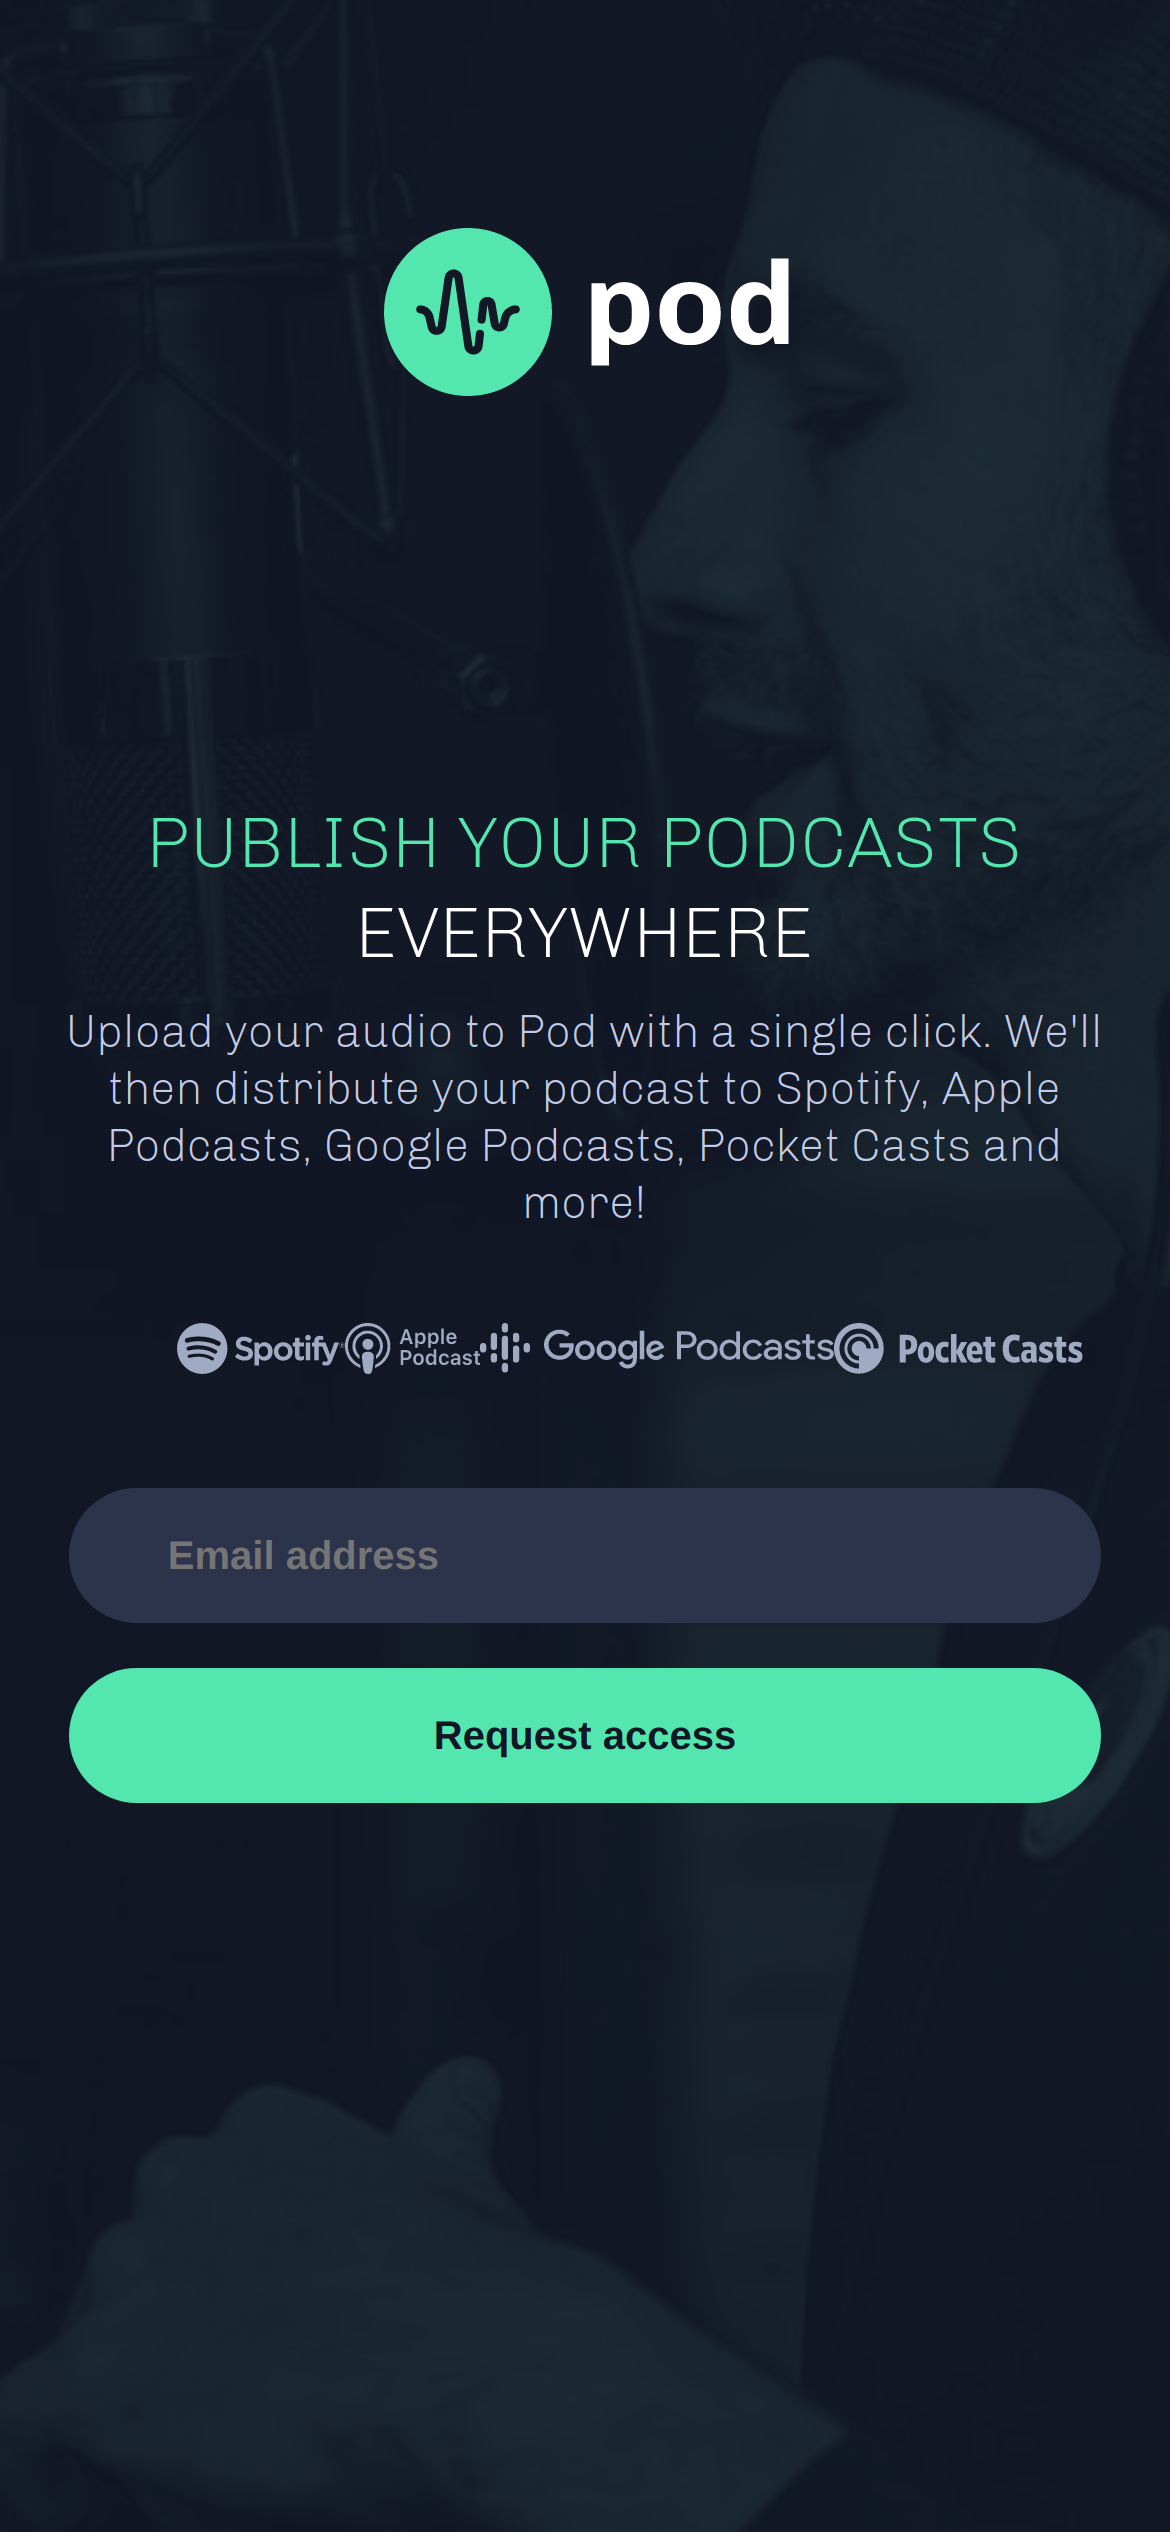 pod
PUBLISH YOUR PODCASTS
EVERYWHERE
Upload your audio to Pod with a single click. We'll
then distribute your podcast to Spotify, Apple
Podcasts, Google Podcasts, Pocket Casts and
more!
Spotify® Apple Podcast Google Podcasts Pocket Casts
Email address
Request access